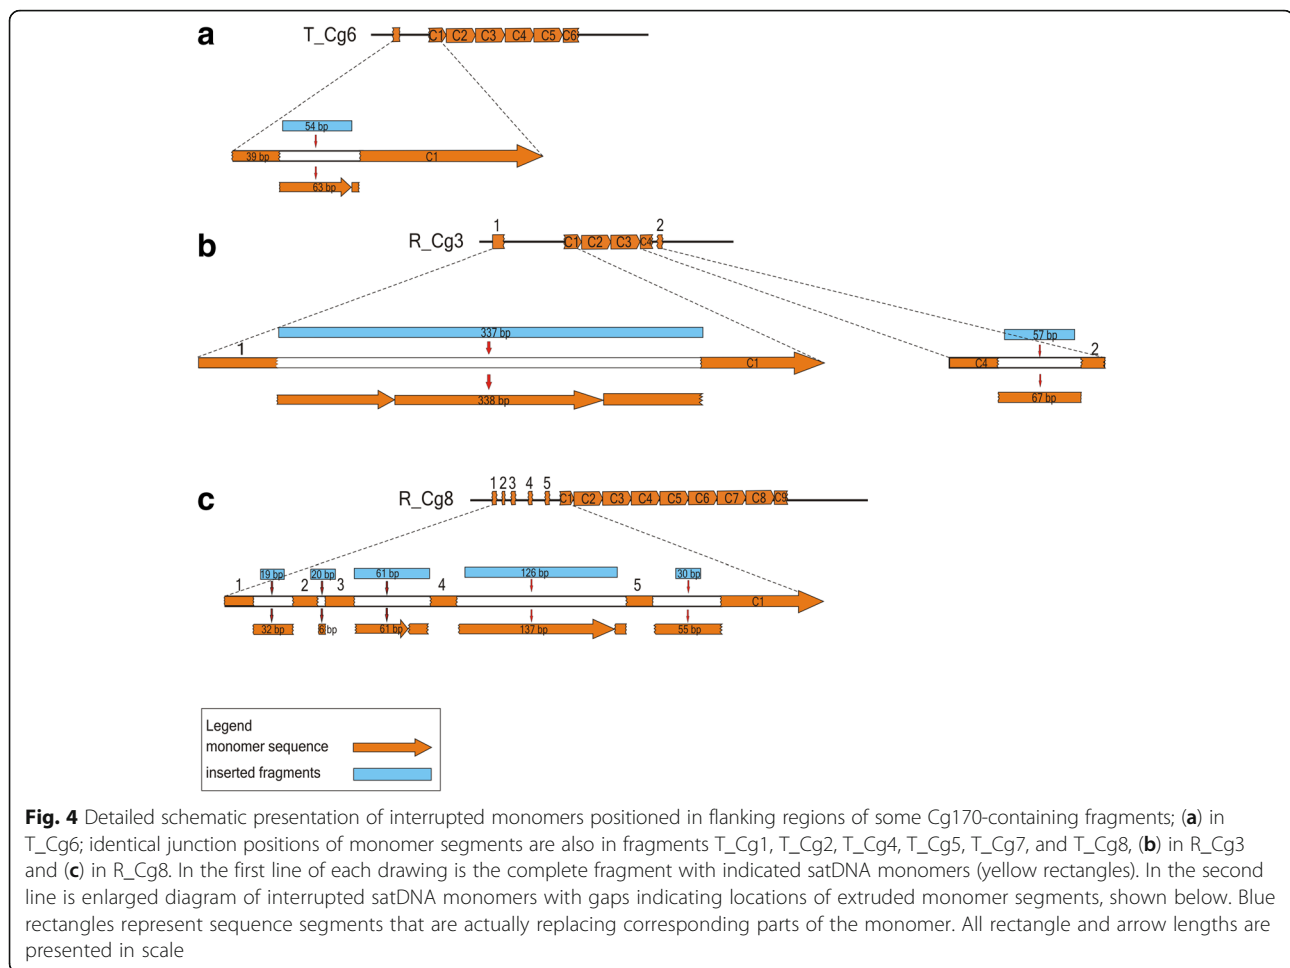 a
T_Cg6
C1 C2 C3 C4 C5 C6
54 bp
39 bp
C1
63 bp
b
R_Cg3
1
2
C1 C2 C3 C4
337 bp
57 bp
1
C1
C4
2
338 bp
67 bp
c
R_Cg8
1 2 3 4 5
C1 C2 C3 C4 C5 C6 C7 C8 C9
19 bp 20 bp 61 bp 126 bp 30 bp
1 2 3 4 5
C1
32 bp 6 bp 61 bp 137 bp 55 bp
Legend
monomer sequence
inserted fragments
Fig. 4 Detailed schematic presentation of interrupted monomers positioned in flanking regions of some Cg170-containing fragments; (a) in
T_Cg6; identical junction positions of monomer segments are also in fragments T_Cg1, T_Cg2, T_Cg4, T_Cg5, T_Cg7, and T_Cg8, (b) in R_Cg3
and (c) in R_Cg8. In the first line of each drawing is the complete fragment with indicated satDNA monomers (yellow rectangles). In the second
line is enlarged diagram of interrupted satDNA monomers with gaps indicating locations of extruded monomer segments, shown below. Blue
rectangles represent sequence segments that are actually replacing corresponding parts of the monomer. All rectangle and arrow lengths are
presented in scale